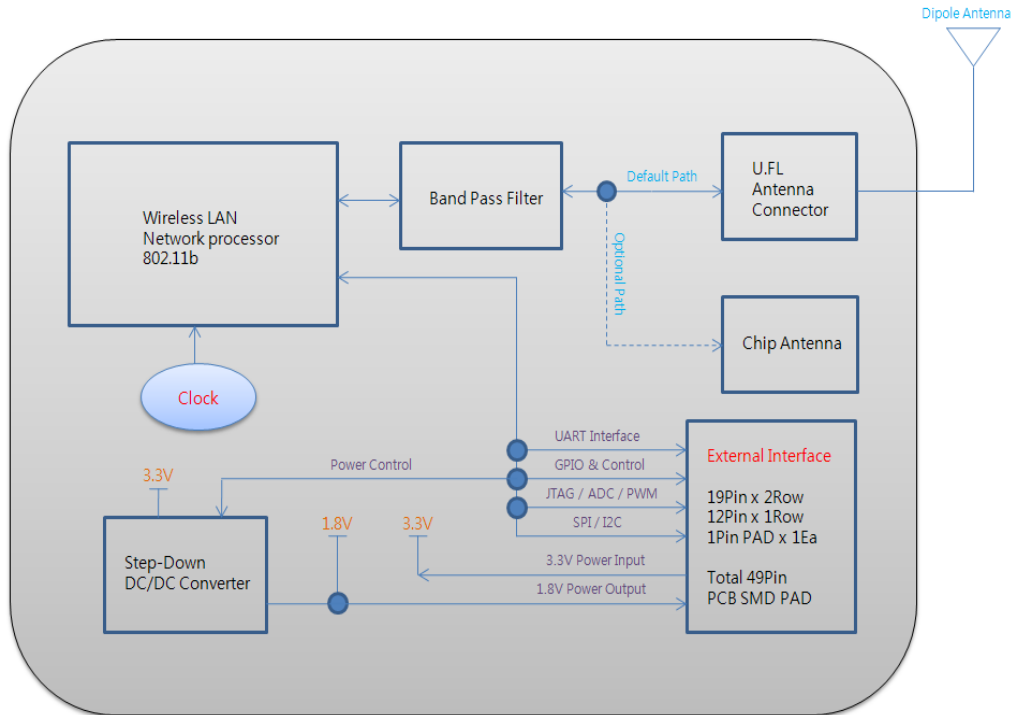 Dipole Antenna
Wireless LAN
Network processor
802.11b
Band Pass Filter
Default Path
U.FL
Antenna
Connector
Optional Path
Chip Antenna
Clock
UART Interface
GPIO & Control
JTAG / ADC / PWM
SPI / I2C
3.3V Power Input
1.8V Power Output
External Interface
19Pin x 2Row
12Pin x 1Row
1Pin PAD x 1Ea
Total 49Pin
PCB SMD PAD
Power Control
3.3V
1.8V
3.3V
Step-Down
DC/DC Converter